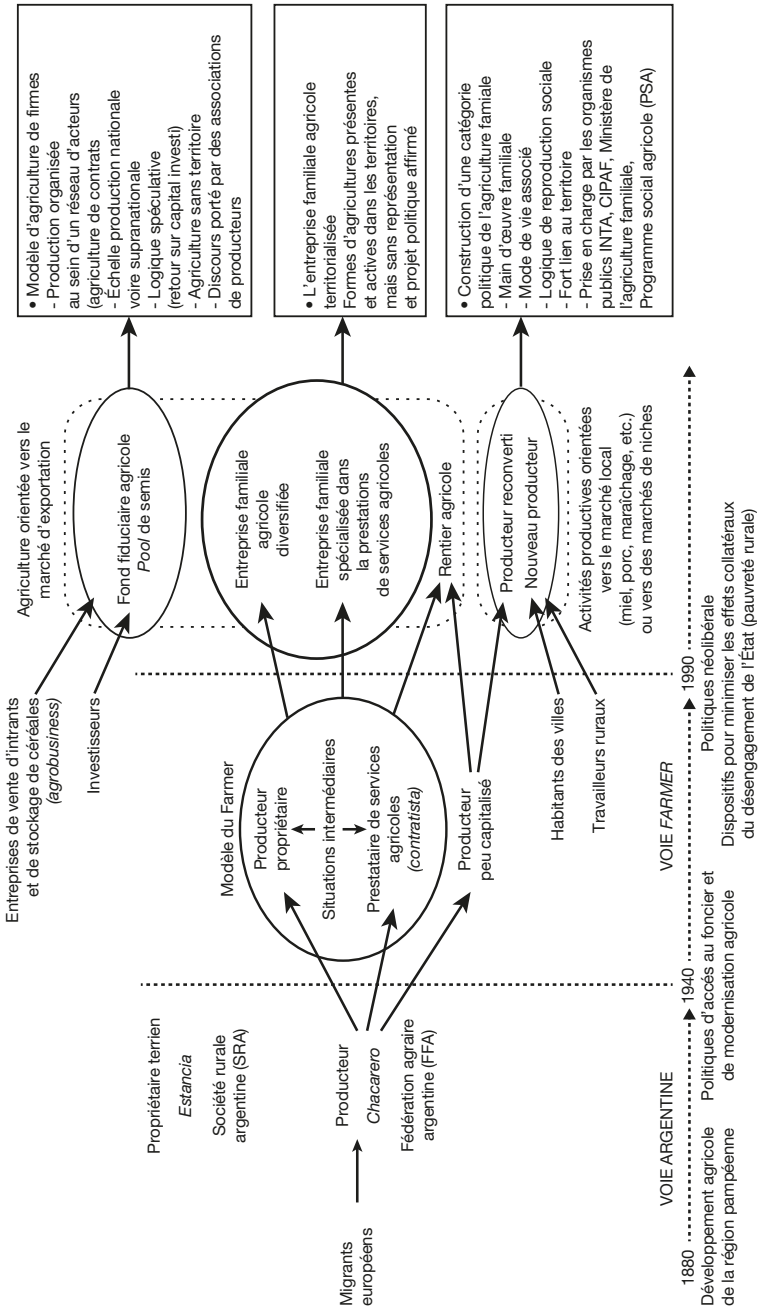 Entreprises de vente d'intrants
et de stockage de céréales
(agrobusiness)
Investisseurs
Agriculture orientée vers le
marché d'exportation
Fond fiduciaire agricole
Pool de semis
• Modèle d'agriculture de firmes
- Production organisée
au sein d'un réseau d'acteurs
(agriculture de contrats)
- Échelle production nationale
voire supranationale
- Logique spéculative
(retour sur capital investi)
- Agriculture sans territoire
- Discours porté par des associations
de producteurs
Propriétaire terrien
Estancia
Société rurale
argentine (SRA)
Migrants
européens
Producteur
Chacarero
Fédération agraire
argentine (FFA)
Modèle du Farmer
Producteur
propriétaire
Situations intermédiaires
Prestataire de services
agricoles
(contratista)
Producteur
peu capitalisé
Entreprise familiale
agricole
diversifiée
Entreprise familiale
spécialisée dans
la prestations
de services agricoles
Rentier agricole
• L'entreprise familiale agricole
territorialisée
Formes d'agricultures présentes
et actives dans les territoires,
mais sans représentation
et projet politique affirmé
Habitants des villes
Travailleurs ruraux
Producteur reconverti
Nouveau producteur
Activités productives orientées
vers le marché local
(miel, porc, maraîchage, etc.)
ou vers des marchés de niches
• Construction d'une catégorie
politique de l'agriculture famiale
- Main d'œuvre familiale
- Mode de vie associé
- Logique de reproduction sociale
- Fort lien au territoire
- Prise en charge par les organismes
publics INTA, CIPAF, Ministère de
l'agriculture familiale,
Programme social agricole (PSA)
VOIE ARGENTINE
VOIE FARMER
1880
1940
1990
Développement agricole
de la région pampéenne
Politiques d'accés au foncier et
de modernisation agricole
Politiques néolibérale
Dispositifs pour minimiser les effets collatéraux
du désengagement de l'État (pauvreté rurale)